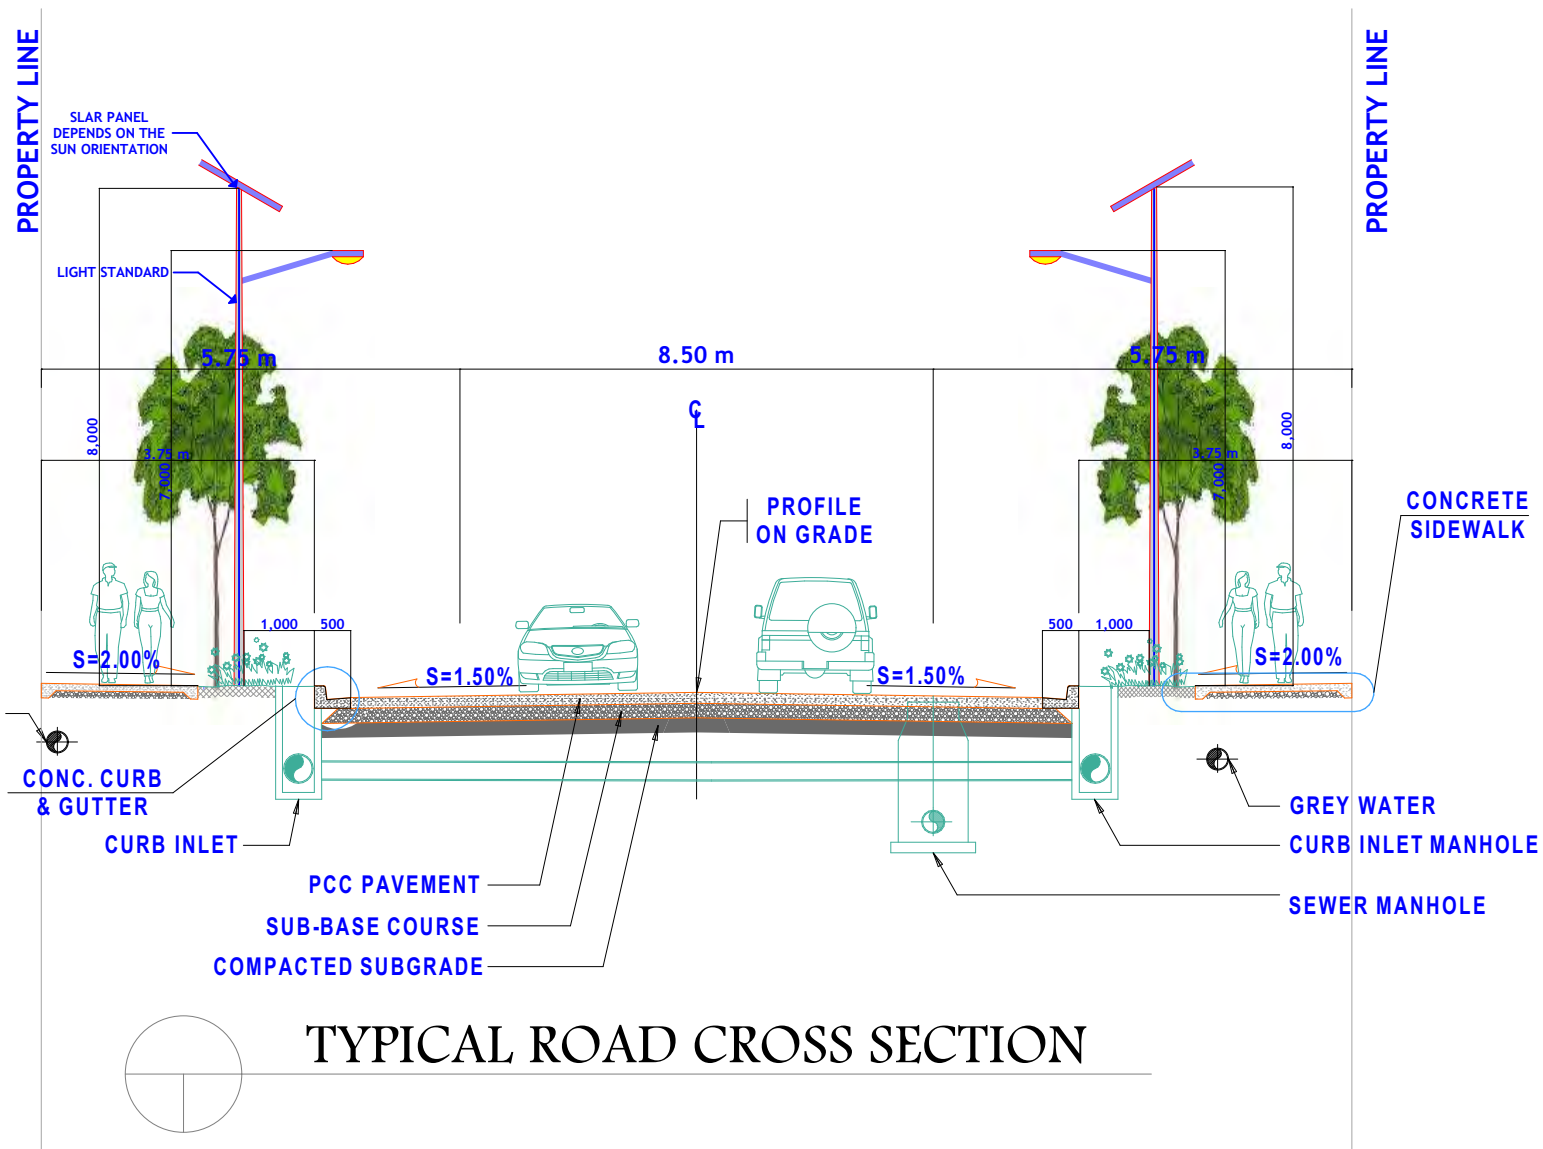 PROPERTY LINE
PROPERTY LINE
SLAR PANEL
DEPENDS ON THE
SUN ORIENTATION
LIGHT STANDARD
5.75 m
8.50 m
5.75 m
℄
8,000
3.75 m
7,000
8,000
3.75 m
7,000
PROFILE
ON GRADE
CONCRETE
SIDEWALK
1,000
500
500
1,000
S=2.00%
S=1.50%
S=1.50%
S=2.00%
CONC. CURB
& GUTTER
CURB INLET
PCC PAVEMENT
SUB-BASE COURSE
COMPACTED SUBGRADE
GREY WATER
CURB INLET MANHOLE
SEWER MANHOLE
TYPICAL ROAD CROSS SECTION